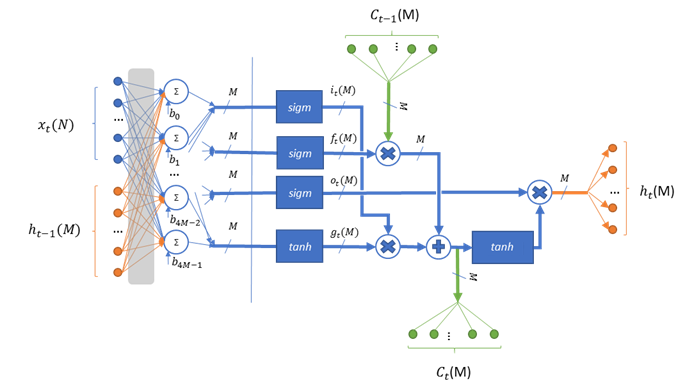 C_{t−1}(M)
...
M
x_t(N)
...
h_{t−1}(M)
...
Σ
b_0
Σ
b_1
...
Σ
b_{4M−2}
Σ
b_{4M−1}
M
M
M
M
sigm
i_t(M)
sigm
f_t(M)
M
sigm
o_t(M)
tanh
g_t(M)
tanh
M
M
...
h_t(M)
...
C_t(M)